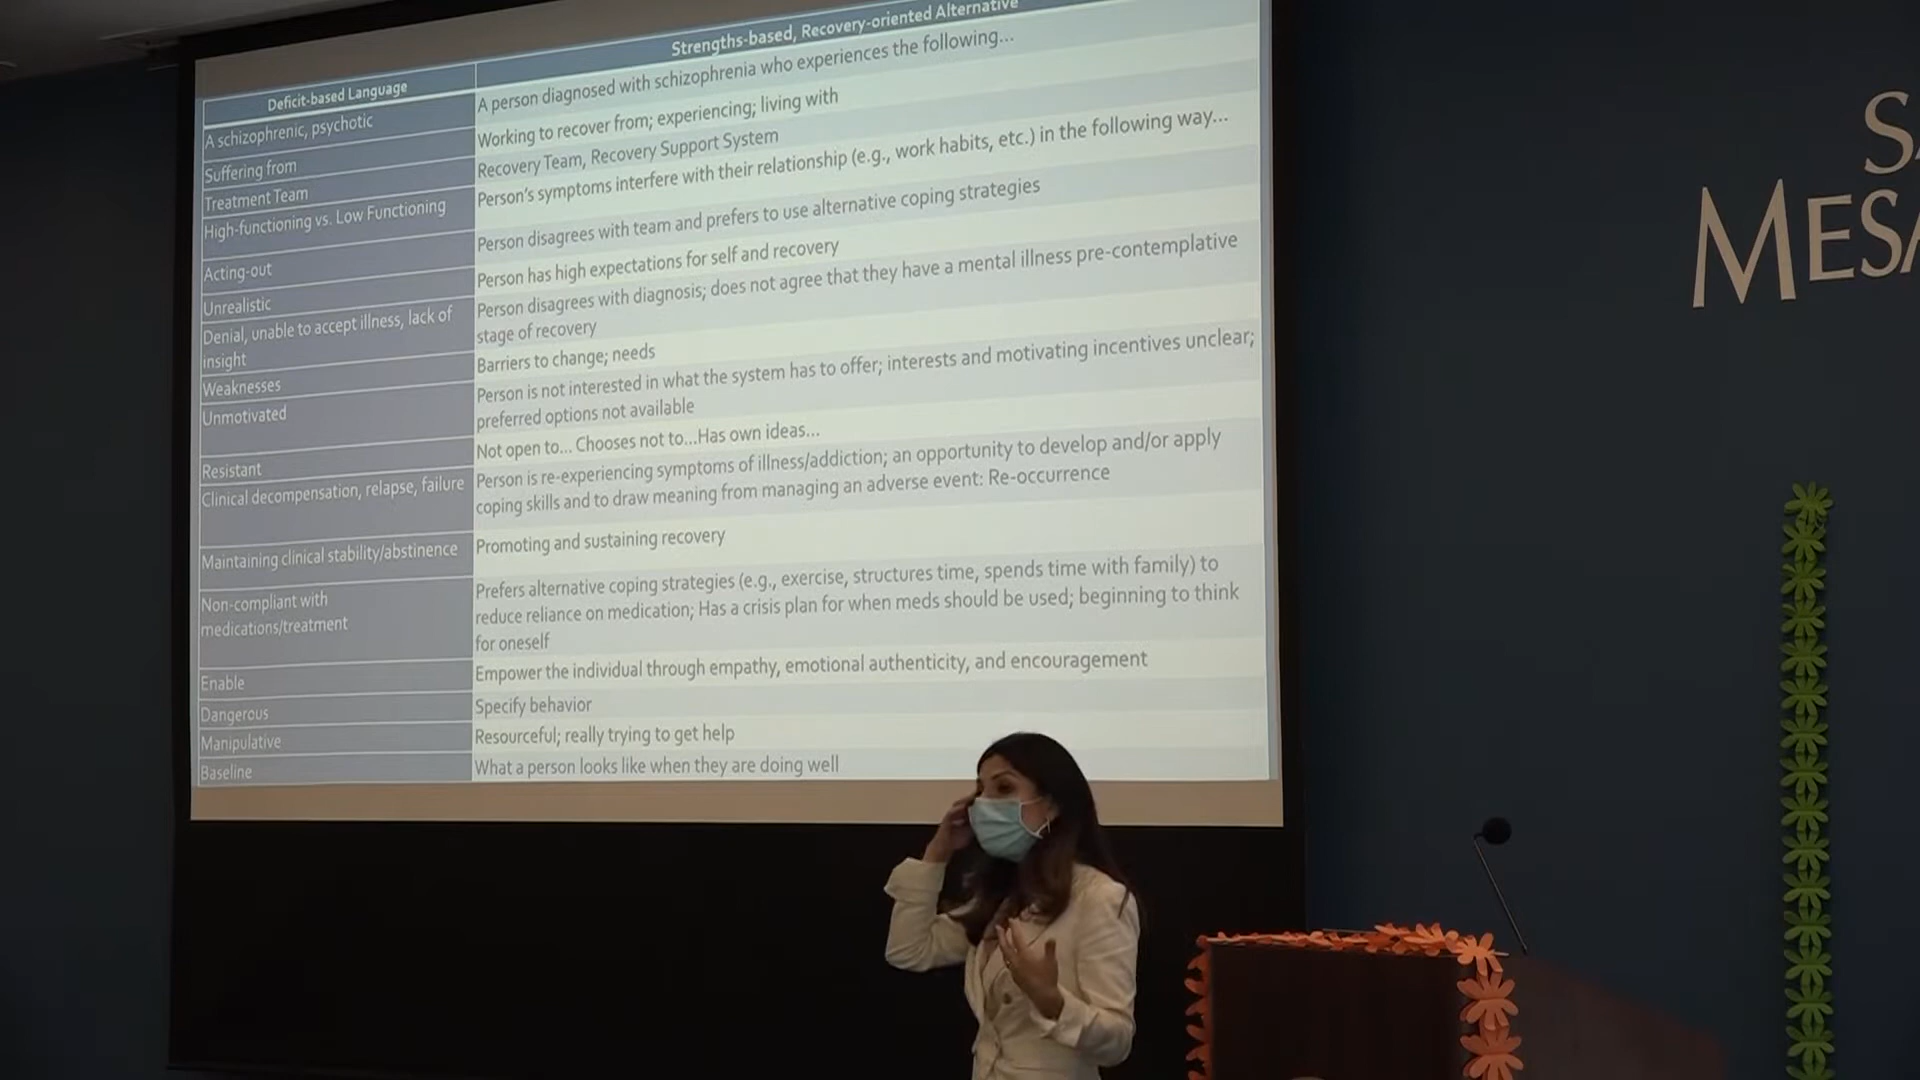 Deficit-based Language
Strengths-based, Recovery-oriented Alternative
A schizophrenic, psychotic
A person diagnosed with schizophrenia who experiences the following...
Suffering from
Working to recover from; experiencing; living with
Treatment Team
Recovery Team, Recovery Support System
High-functioning vs. Low Functioning
Person's symptoms interfere with their relationship (e.g., work habits, etc.) in the following way...
Acting-out
Person disagrees with team and prefers to use alternative coping strategies
Unrealistic
Person has high expectations for self and recovery
Denial, unable to accept illness, lack of
insight
Person disagrees with diagnosis; does not agree that they have a mental illness pre-contemplative
stage of recovery
Weaknesses
Barriers to change; needs
Unmotivated
Person is not interested in what the system has to offer; interests and motivating incentives unclear;
preferred options not available
Resistant
Not open to... Chooses not to...Has own ideas...
Clinical decompensation, relapse, failure
Person is re-experiencing symptoms of illness/addiction; an opportunity to develop and/or apply
coping skills and to draw meaning from managing an adverse event: Re-occurrence
Maintaining clinical stability/abstinence
Promoting and sustaining recovery
Non-compliant with
medications/treatment
Prefers alternative coping strategies (e.g., exercise, structures time, spends time with family) to
reduce reliance on medication; Has a crisis plan for when meds should be used; beginning to think
for oneself
Enable
Empower the individual through empathy, emotional authenticity, and encouragement
Dangerous
Specify behavior
Manipulative
Resourceful; really trying to get help
Baseline
What a person looks like when they are doing well
SA
MESA